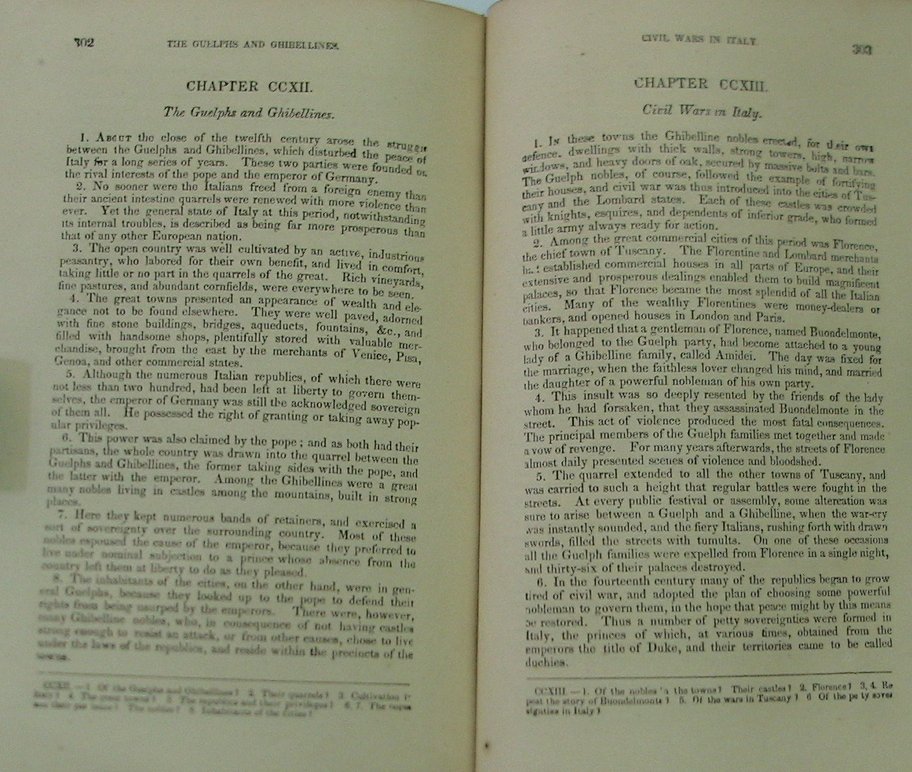 302
THE GUELPHS AND GHIBELLINES.
CHAPTER CCXII.
The Guelphs and Ghibellines.
1. ABOUT the close of the twelfth century arose the struggle
between the Guelphs and Ghibellines, which disturbed the peace of
Italy for a long series of years. These two parties were founded on
the rival interests of the pope and the emperor of Germany.
2. No sooner were the Italians freed from a foreign enemy than
their ancient intestine quarrels were renewed with more violence than
ever. Yet the general state of Italy at this period, notwithstanding
its internal troubles, is described as being far more prosperous than
that of any other European nation.
3. The open country was well cultivated by an active, industrious
peasantry, who labored for their own benefit, and lived in comfort,
taking little or no part in the quarrels of the great. Rich vineyards,
fine pastures, and abundant cornfields, were everywhere to be seen.
4. The great towns presented an appearance of wealth and ele-
gance not to be found elsewhere. They were well paved, adorned
with fine stone buildings, bridges, aqueducts, fountains, &c., and
filled with handsome shops, plentifully stored with valuable mer-
chandise, brought from the east by the merchants of Venice, Pisa,
Genoa, and other commercial states.
5. Although the numerous Italian republics, of which there were
not less than two hundred, had been left at liberty to govern them-
selves, the emperor of Germany was still the acknowledged sovereign
of them all. He possessed the right of granting or taking away pop-
ular privileges.
6. This power was also claimed by the pope; and as both had their
partisans, the whole country was drawn into the quarrel between the
Guelphs and Ghibellines, the former taking sides with the pope, and
the latter with the emperor. Among the Ghibellines were a great
many nobles living in castles among the mountains, built in strong
places.
7. Here they kept numerous bands of retainers, and exercised a
sort of sovereignty over the surrounding country. Most of these
nobles espoused the cause of the emperor, because they preferred to
live under nominal subjection to a prince whose absence from the
country left them at liberty to do as they pleased.
8. The inhabitants of the cities, on the other hand, were in gen-
eral Guelphs, because they looked up to the pope to defend their
rights from being usurped by the emperors. There were, however,
many Ghibelline nobles, who, in consequence of not having castles
strong enough to resist an attack, or from other causes, chose to live
under the laws of the republics, and reside within the precincts of the
towns.
CCXII.—1. Of the Guelphs and Ghibellines? 2. Their quarrels? 3. Cultivation
4. The great towns? 5. The republics and their privileges? 6, 7. The
8. Inhabitants of the cities?
CIVIL WARS IN ITALY
303
CHAPTER CCXIII.
Civil Wars in Italy.
1. IN these towns the Ghibelline nobles erected, for their own
defence, dwellings with thick walls, strong towers, high, narrow
windows, and heavy doors of oak, secured by massive bolts and bars.
The Guelph nobles, of course, followed the example of fortifying
their houses, and civil war was thus introduced into the cities of Tus-
cany and the Lombard states. Each of these castles was crowded
with knights, esquires, and dependents of inferior grade, who formed
a little army always ready for action.
2. Among the great commercial cities of this period was Florence,
the chief town of Tuscany. The Florentine and Lombard merchants
had established commercial houses in all parts of Europe, and their
extensive and prosperous dealings enabled them to build magnificent
palaces, so that Florence became the most splendid of all the Italian
cities. Many of the wealthy Florentines were money-dealers or
bankers, and opened houses in London and Paris.
3. It happened that a gentleman of Florence, named Buondelmonte,
who belonged to the Guelph party, had become attached to a young
lady of a Ghibelline family, called Amidei. The day was fixed for
the marriage, when the faithless lover changed his mind, and married
the daughter of a powerful nobleman of his own party.
4. This insult was so deeply resented by the friends of the lady
whom he had forsaken, that they assassinated Buondelmonte in the
street. This act of violence produced the most fatal consequences.
The principal members of the Guelph families met together and made
a vow of revenge. For many years afterwards, the streets of Florence
almost daily presented scenes of violence and bloodshed.
5. The quarrel extended to all the other towns of Tuscany, and
was carried to such a height that regular battles were fought in the
streets. At every public festival or assembly, some altercation was
sure to arise between a Guelph and a Ghibelline, when the war-cry
was instantly sounded, and the fiery Italians, rushing forth with drawn
swords, filled the streets with tumults. On one of these occasions
all the Guelph families were expelled from Florence in a single night,
and thirty-six of their palaces destroyed.
6. In the fourteenth century many of the republics began to grow
tired of civil war, and adopted the plan of choosing some powerful
nobleman to govern them, in the hope that peace might by this means
be restored. Thus a number of petty sovereignties were formed in
Italy, the princes of which, at various times, obtained from the
emperors the title of Duke, and their territories came to be called
duchies.
CCXIII.—1. Of the nobles in the towns? Their castles? 2. Florence? 3, 4. Re-
peat the story of Buondelmonte? 5. Of the wars in Tuscany? 6 Of the petty sover-
eignties in Italy?